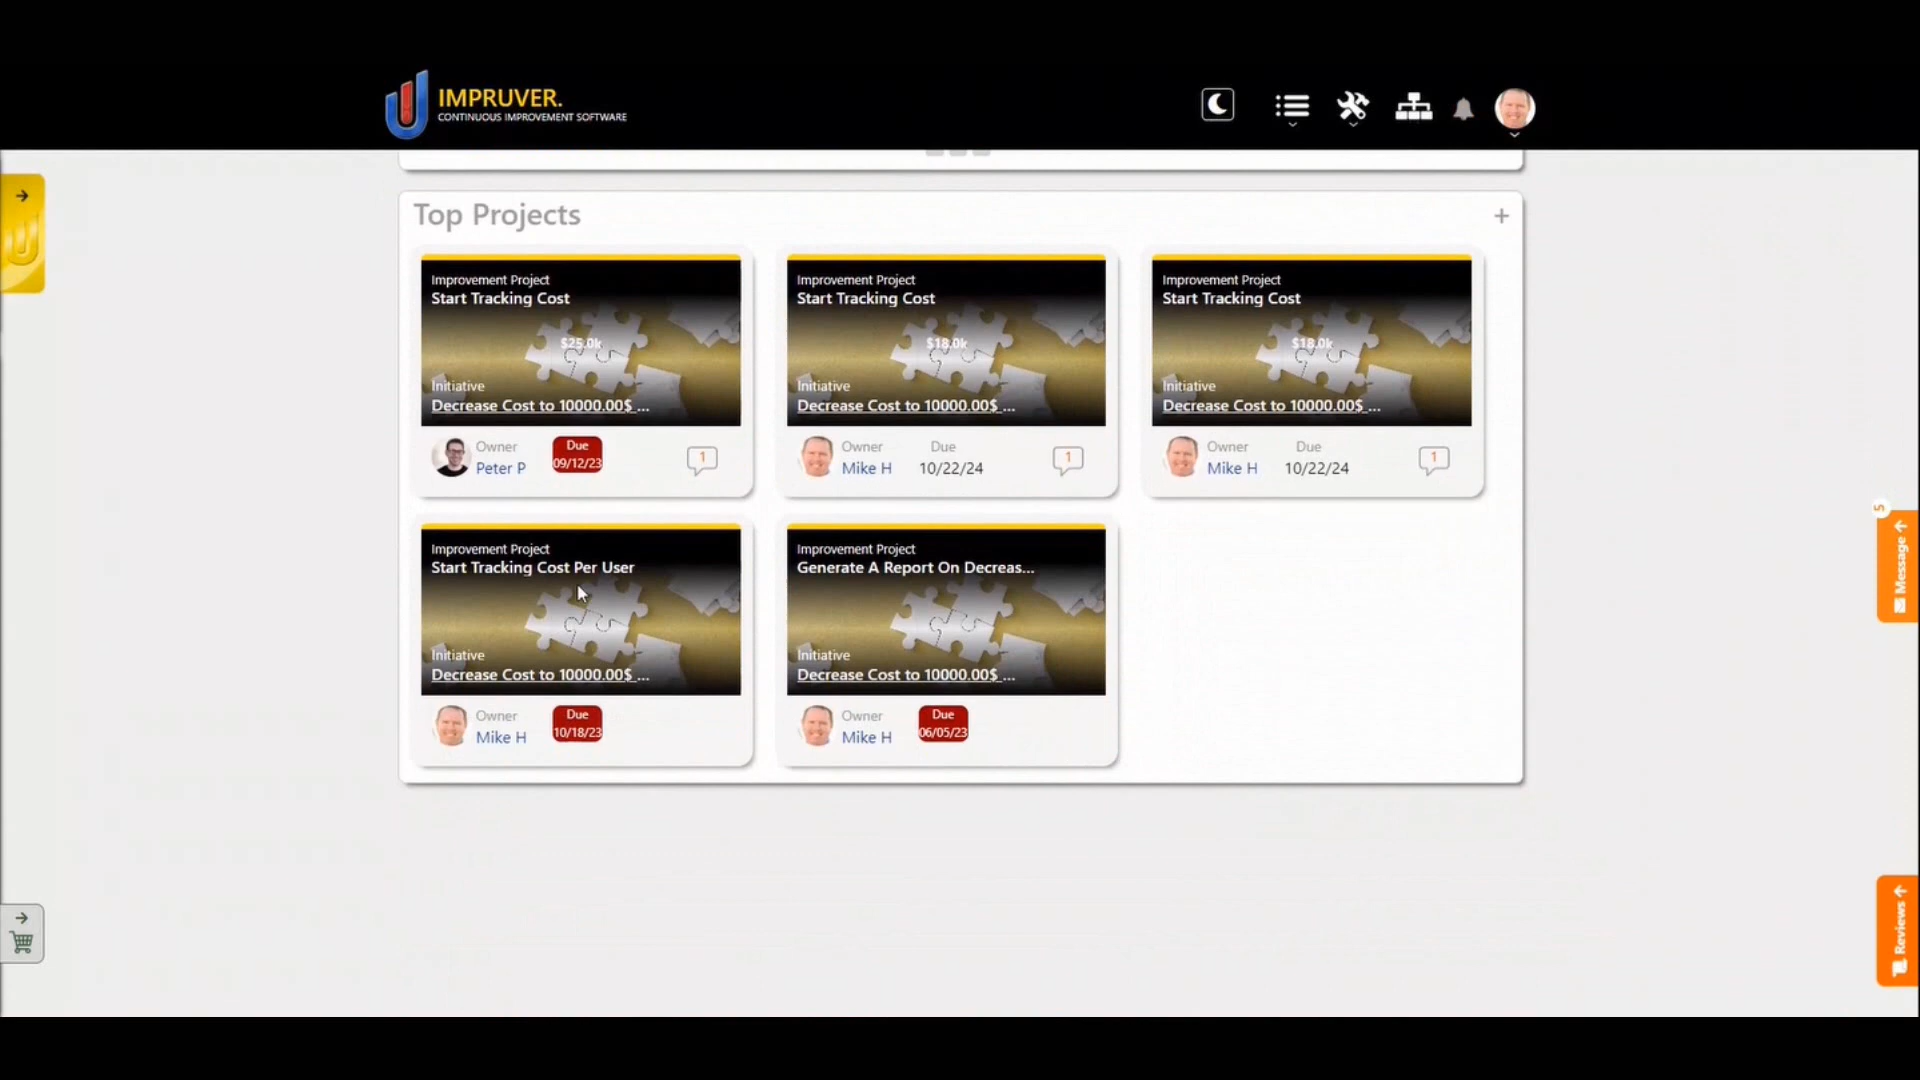 IMPRUVER.
CONTINUOUS IMPROVEMENT SOFTWARE
Top Projects
+
Improvement Project
Start Tracking Cost
$25.0k
Initiative
Decrease Cost to 10000.00$ ...
Owner
Peter P
Due
09/12/23
1
Improvement Project
Start Tracking Cost
$18.0k
Initiative
Decrease Cost to 10000.00$ ...
Owner
Mike H
Due
10/22/24
1
Improvement Project
Start Tracking Cost
$18.0k
Initiative
Decrease Cost to 10000.00$ ...
Owner
Mike H
Due
10/22/24
1
Improvement Project
Start Tracking Cost Per User
Initiative
Decrease Cost to 10000.00$ ...
Owner
Mike H
Due
10/18/23
Improvement Project
Generate A Report On Decreas...
Initiative
Decrease Cost to 10000.00$ ...
Owner
Mike H
Due
06/05/23
5
Message
Reviews